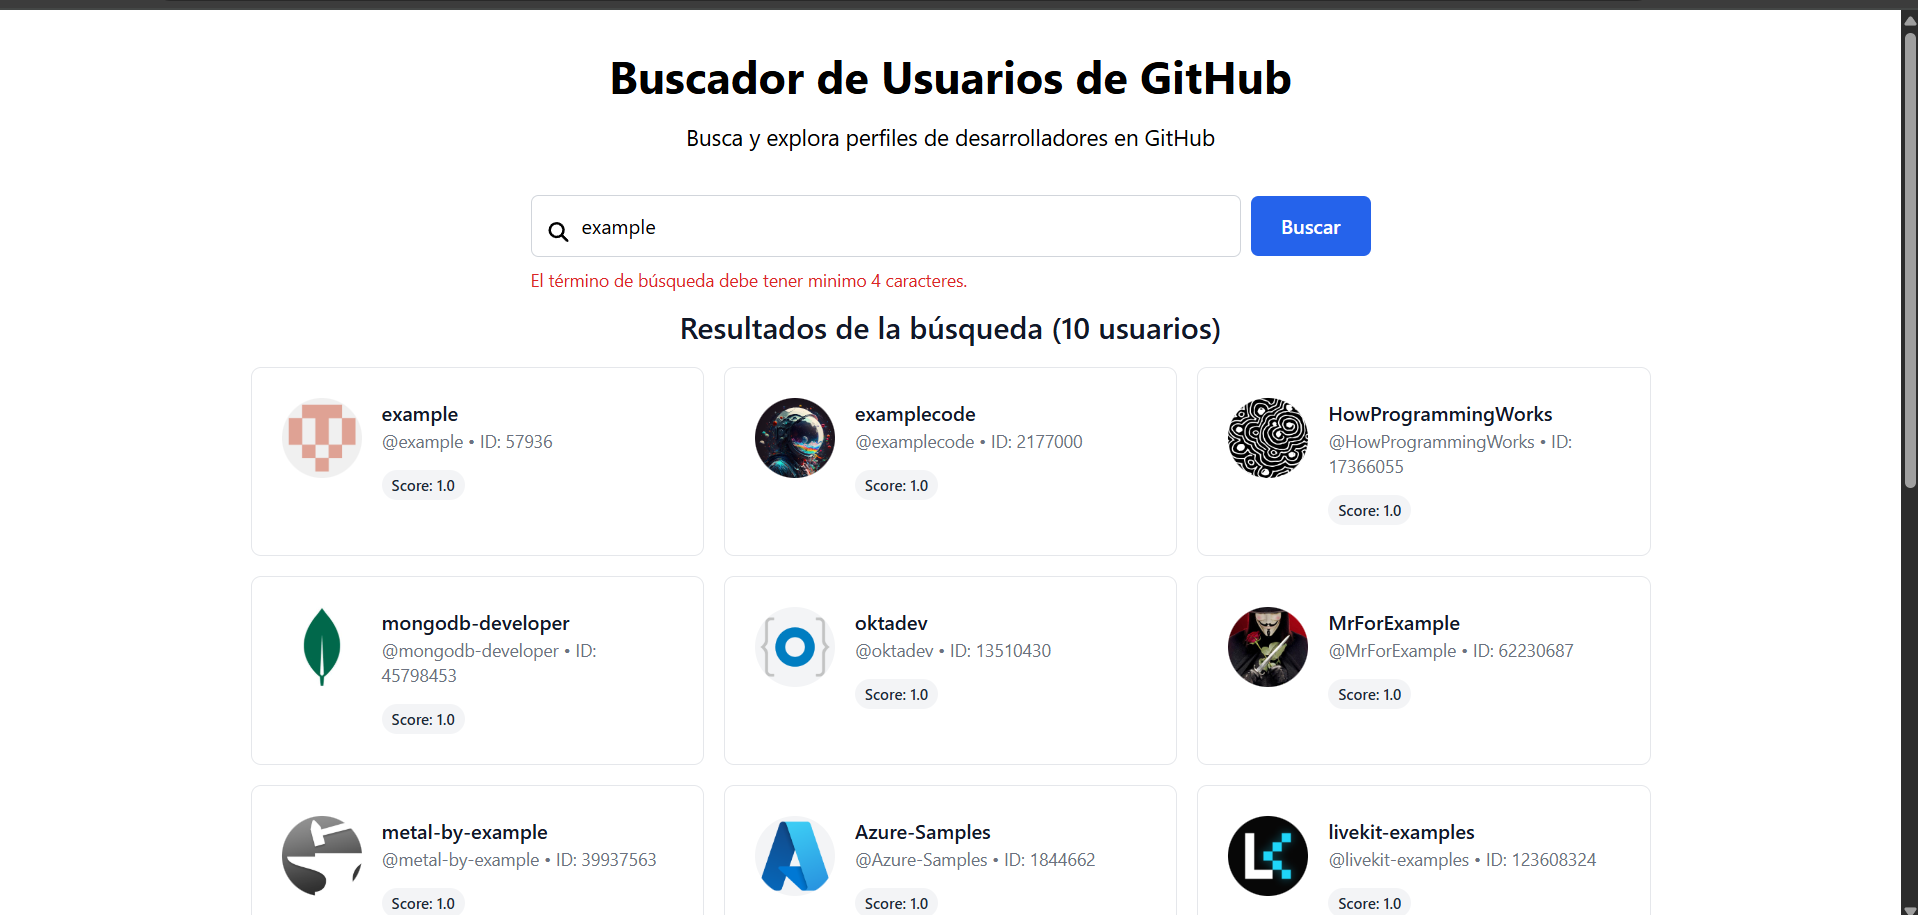 Buscador de Usuarios de GitHub
Busca y explora perfiles de desarrolladores en GitHub
example
Buscar
El término de búsqueda debe tener minimo 4 caracteres.
Resultados de la búsqueda (10 usuarios)
example
@example • ID: 57936
Score: 1.0
examplecode
@examplecode • ID: 2177000
Score: 1.0
HowProgrammingWorks
@HowProgrammingWorks • ID:
17366055
Score: 1.0
mongodb-developer
@mongodb-developer • ID:
45798453
Score: 1.0
oktadev
@oktadev • ID: 13510430
Score: 1.0
MrForExample
@MrForExample • ID: 62230687
Score: 1.0
metal-by-example
@metal-by-example • ID: 39937563
Score: 1.0
Azure-Samples
@Azure-Samples • ID: 1844662
Score: 1.0
livekit-examples
@livekit-examples • ID: 123608324
Score: 1.0